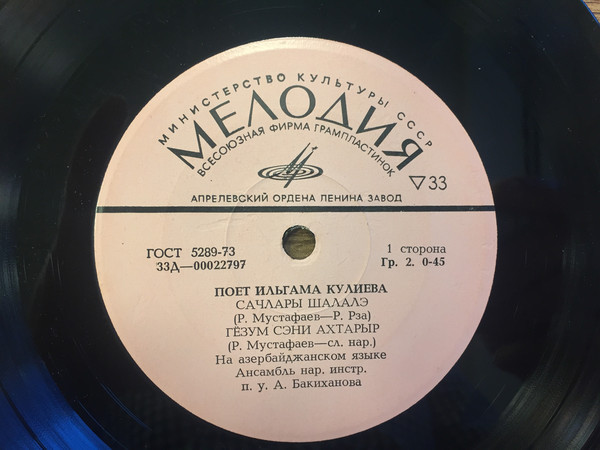 МИНИСТЕРСТВО КУЛЬТУРЫ СССР
МЕЛОДИЯ
ВСЕСОЮЗНАЯ ФИРМА ГРАМПЛАСТИНОК
▽33
АПРЕЛЕВСКИЙ ОРДЕНА ЛЕНИНА ЗАВОД
ГОСТ 5289-73
33Д—00022797
1 сторона
Гр. 2. 0-45
ПОЕТ ИЛЬГАМА КУЛИЕВА
САЧЛАРЫ ШАЛАЛЭ
(Р. Мустафаев—Р. Рза)
ГЁЗУМ СЭНИ АХТАРЫР
(Р. Мустафаев—сл. нар.)
На азербайджанском языке
Ансамбль нар. инстр.
п. у. А. Бакиханова